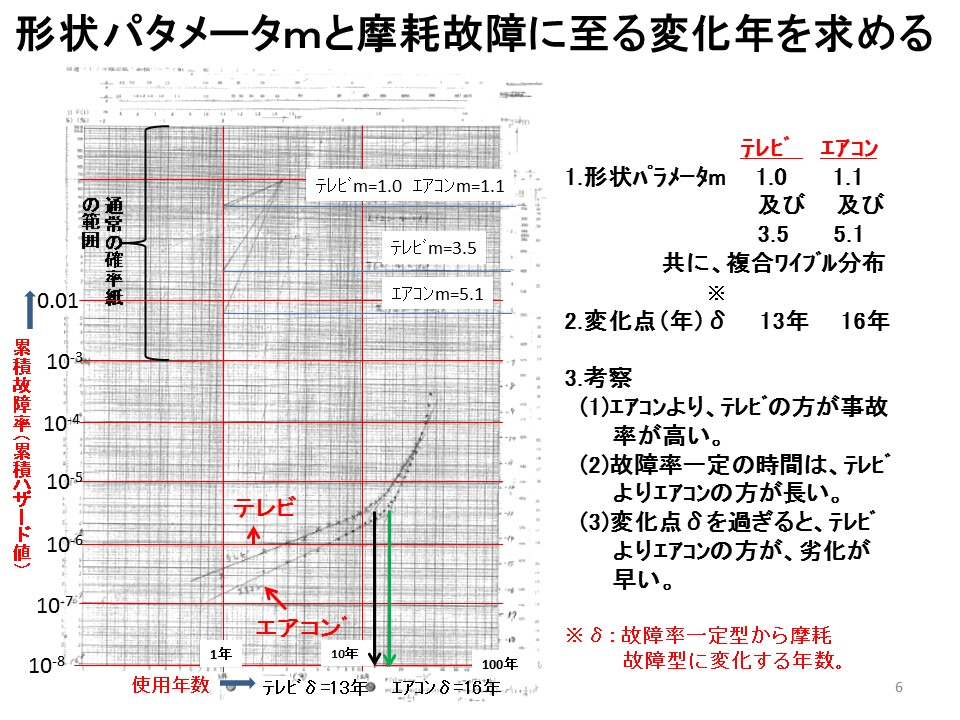 形状パタメータmと摩耗故障に至る変化年を求める
テレビm=1.0 エアコンm=1.1
テレビm=3.5
エアコンm=5.1
通常の確率紙
の範囲
0.01
10-3
10-4
10-5
10-6
10-7
10-8
累積故障率(累積ハザード値)
テレビ
エアコン゛
1年
10年
100年
使用年数
テレビδ=13年
エアコンδ=16年
テレビ エアコン
1.形状パラメータm 1.0 1.1
及び 及び
3.5 5.1
共に、複合ワイブル分布
※
2.変化点(年)δ 13年 16年
3.考察
(1)エアコンより、テレビの方が事故
率が高い。
(2)故障率一定の時間は、テレビ
よりエアコンの方が長い。
(3)変化点δを過ぎると、テレビ
よりエアコンの方が、劣化が
早い。
※δ:故障率一定型から摩耗
故障型に変化する年数。
6